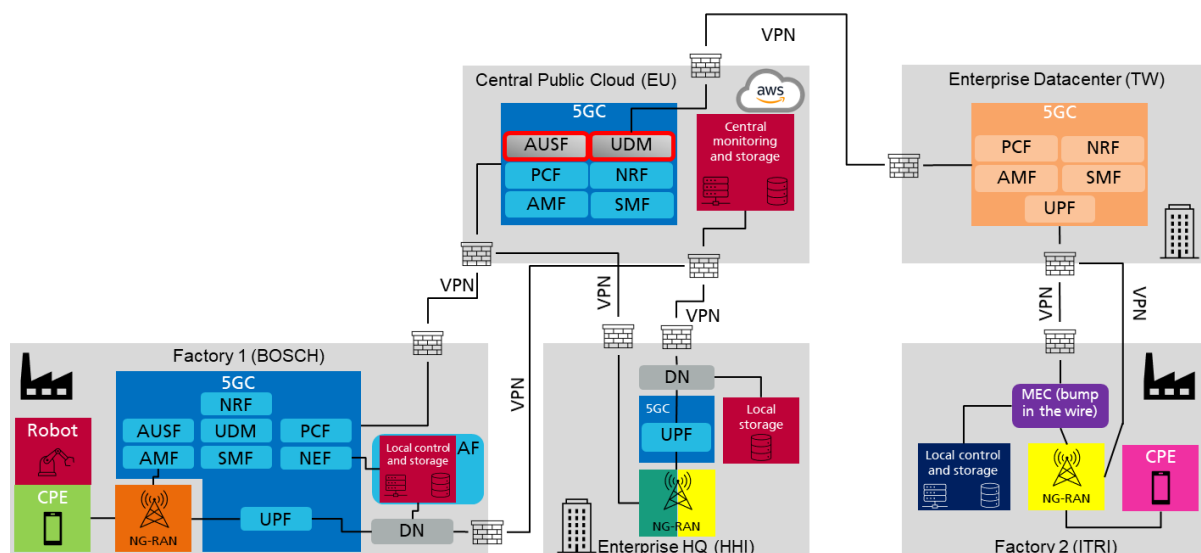 VPN
Central Public Cloud (EU)
aws
5GC
AUSF
UDM
PCF
NRF
AMF
SMF
Central
monitoring
and storage
Enterprise Datacenter (TW)
5GC
PCF
NRF
AMF
SMF
UPF
VPN
VPN
VPN
VPN
VPN
VPN
Factory 1 (BOSCH)
5GC
NRF
AUSF
UDM
PCF
AMF
SMF
NEF
UPF
Robot
CPE
NG-RAN
Local control
and storage
AF
DN
DN
5GC
UPF
Local
storage
NG-RAN
Enterprise HQ (HHI)
MEC (bump
in the wire)
Local control
and storage
NG-RAN
CPE
Factory 2 (ITRI)